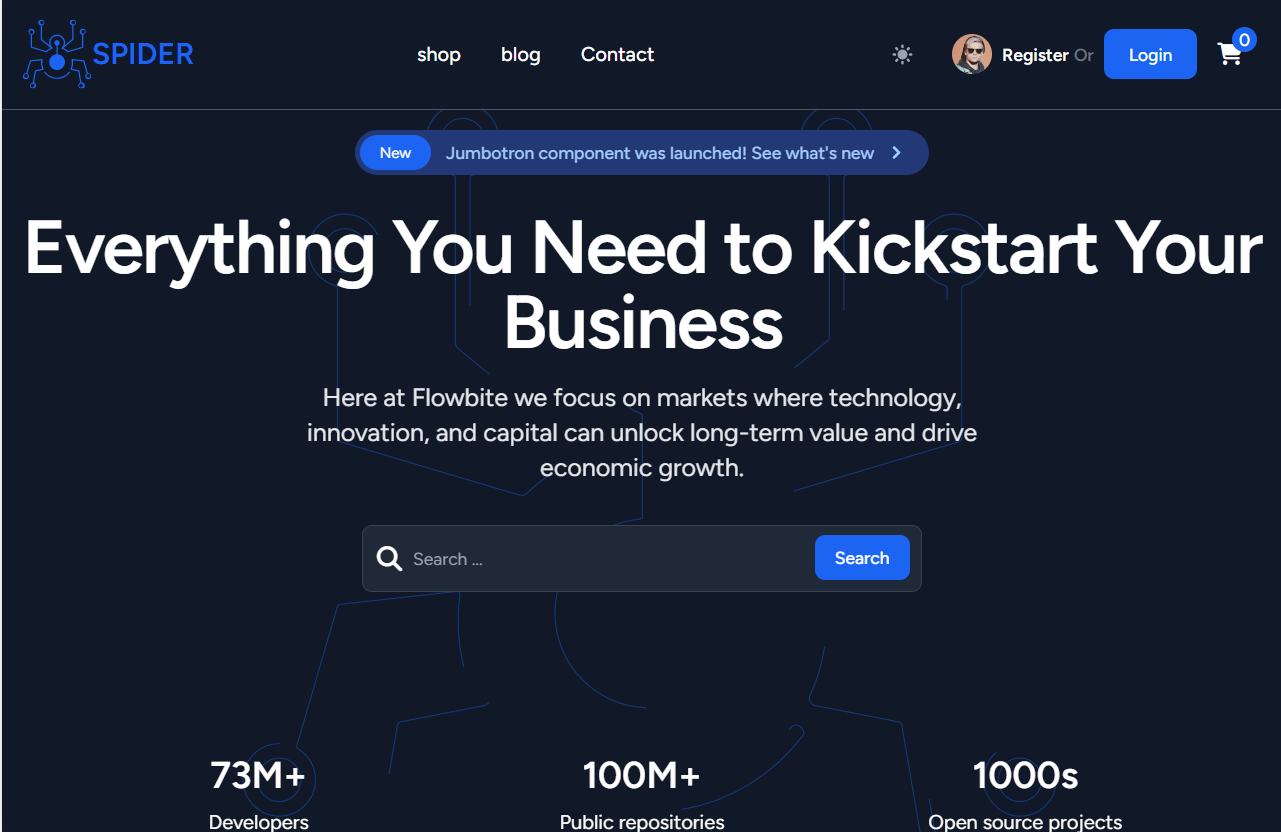 SPIDER
shop
blog
Contact
Register Or
Login
0
New
Jumbotron component was launched! See what's new
Everything You Need to Kickstart Your
Business
Here at Flowbite we focus on markets where technology,
innovation, and capital can unlock long-term value and drive
economic growth.
Search ...
Search
73M+
Developers
100M+
Public repositories
1000s
Open source projects